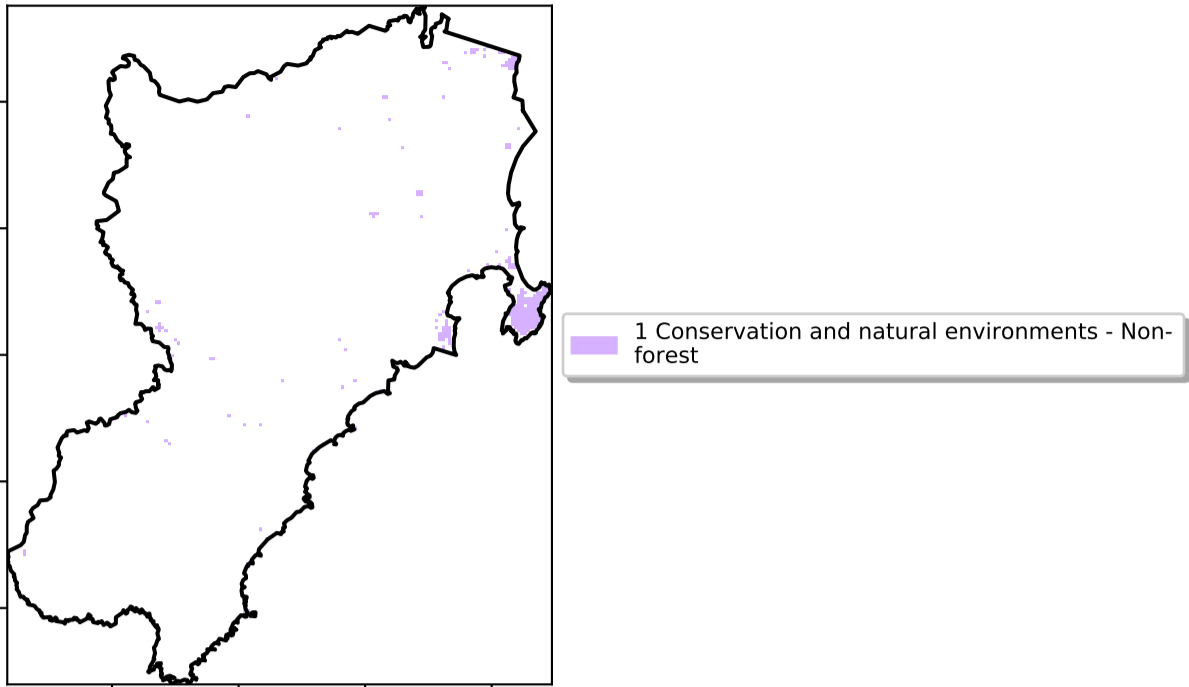 1 Conservation and natural environments - Non-
forest